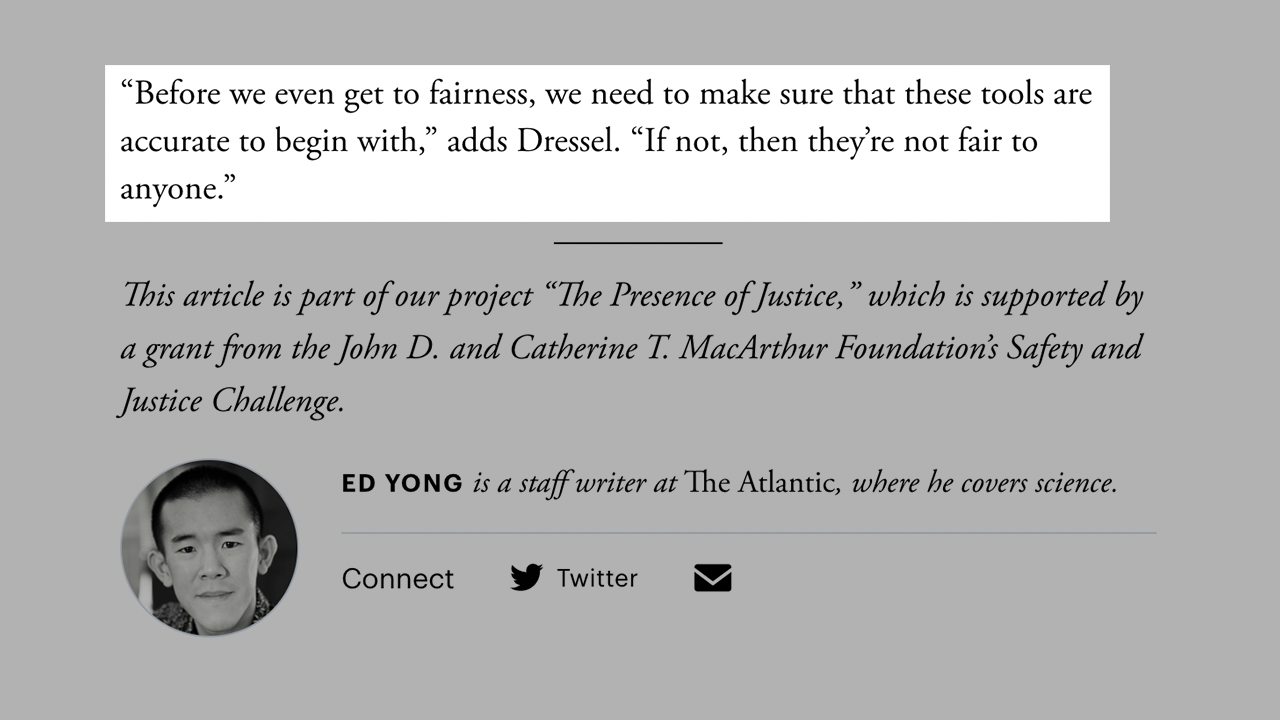 “Before we even get to fairness, we need to make sure that these tools are
accurate to begin with,” adds Dressel. “If not, then they’re not fair to
anyone.”
This article is part of our project “The Presence of Justice,” which is supported by
a grant from the John D. and Catherine T. MacArthur Foundation’s Safety and
Justice Challenge.
ED YONG is a staff writer at The Atlantic, where he covers science.
Connect Twitter